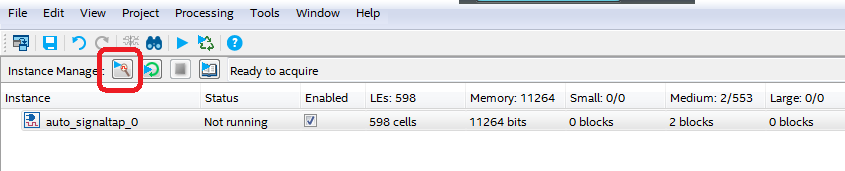 File Edit View Project Processing Tools Window Help
Instance Manager: Ready to acquire
Instance Status Enabled LEs: 598 Memory: 11264 Small: 0/0 Medium: 2/553 Large: 0/0
auto_signaltap_0 Not running 598 cells 11264 bits 0 blocks 2 blocks 0 blocks